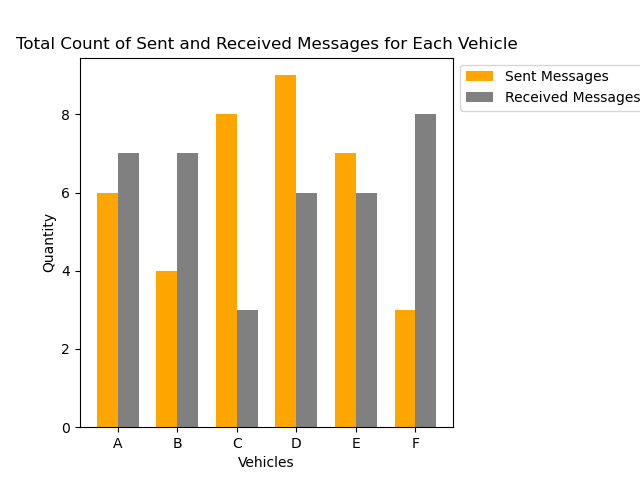 Total Count of Sent and Received Messages for Each Vehicle
Sent Messages
Received Messages
Quantity
8
6
4
2
0
A B C D E F
Vehicles